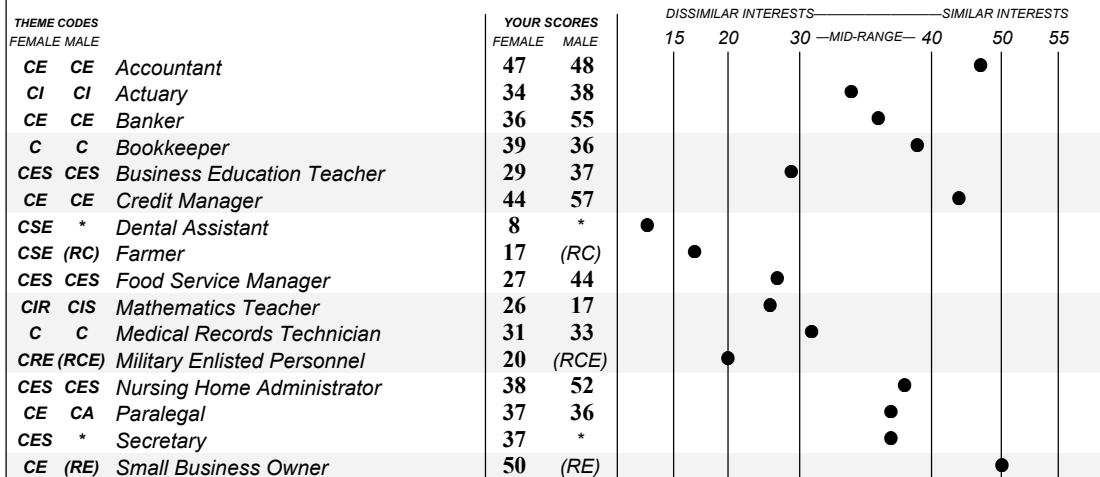 THEME CODES YOUR SCORES DISSIMILAR INTERESTS SIMILAR INTERESTS
FEMALE MALE FEMALE MALE 15 20 30 —MID-RANGE— 40 50 55
CE CE Accountant 47 48
CI CI Actuary 34 38
CE CE Banker 36 55
C C Bookkeeper 39 36
CES CES Business Education Teacher 29 37
CE CE Credit Manager 44 57
CSE * Dental Assistant 8 *
CSE (RC) Farmer 17 (RC)
CES CES Food Service Manager 27 44
CIR CIS Mathematics Teacher 26 17
C C Medical Records Technician 31 33
CRE (RCE) Military Enlisted Personnel 20 (RCE)
CES CES Nursing Home Administrator 38 52
CE CA Paralegal 37 36
CES * Secretary 37 *
CE (RE) Small Business Owner 50 (RE)